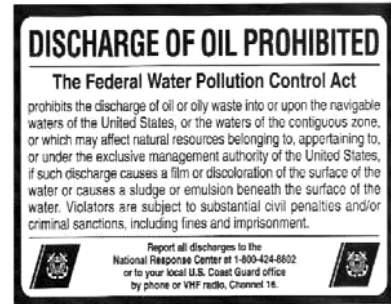 DISCHARGE OF OIL PROHIBITED
The Federal Water Pollution Control Act
prohibits the discharge of oil or oily waste into or upon the navigable
waters of the United States, or the waters of the contiguous zone,
or which may affect natural resources belonging to, appertaining to,
or under the exclusive management authority of the United States,
if such discharge causes a film or discoloration of the surface of the
water or causes a sludge or emulsion beneath the surface of the
water. Violators are subject to substantial civil penalties and/or
criminal sanctions, including fines and imprisonment.
Report all discharges to the
National Response Center at 1-800-424-8802
or to your local U.S. Coast Guard office
by phone or VHF radio, Channel 16.